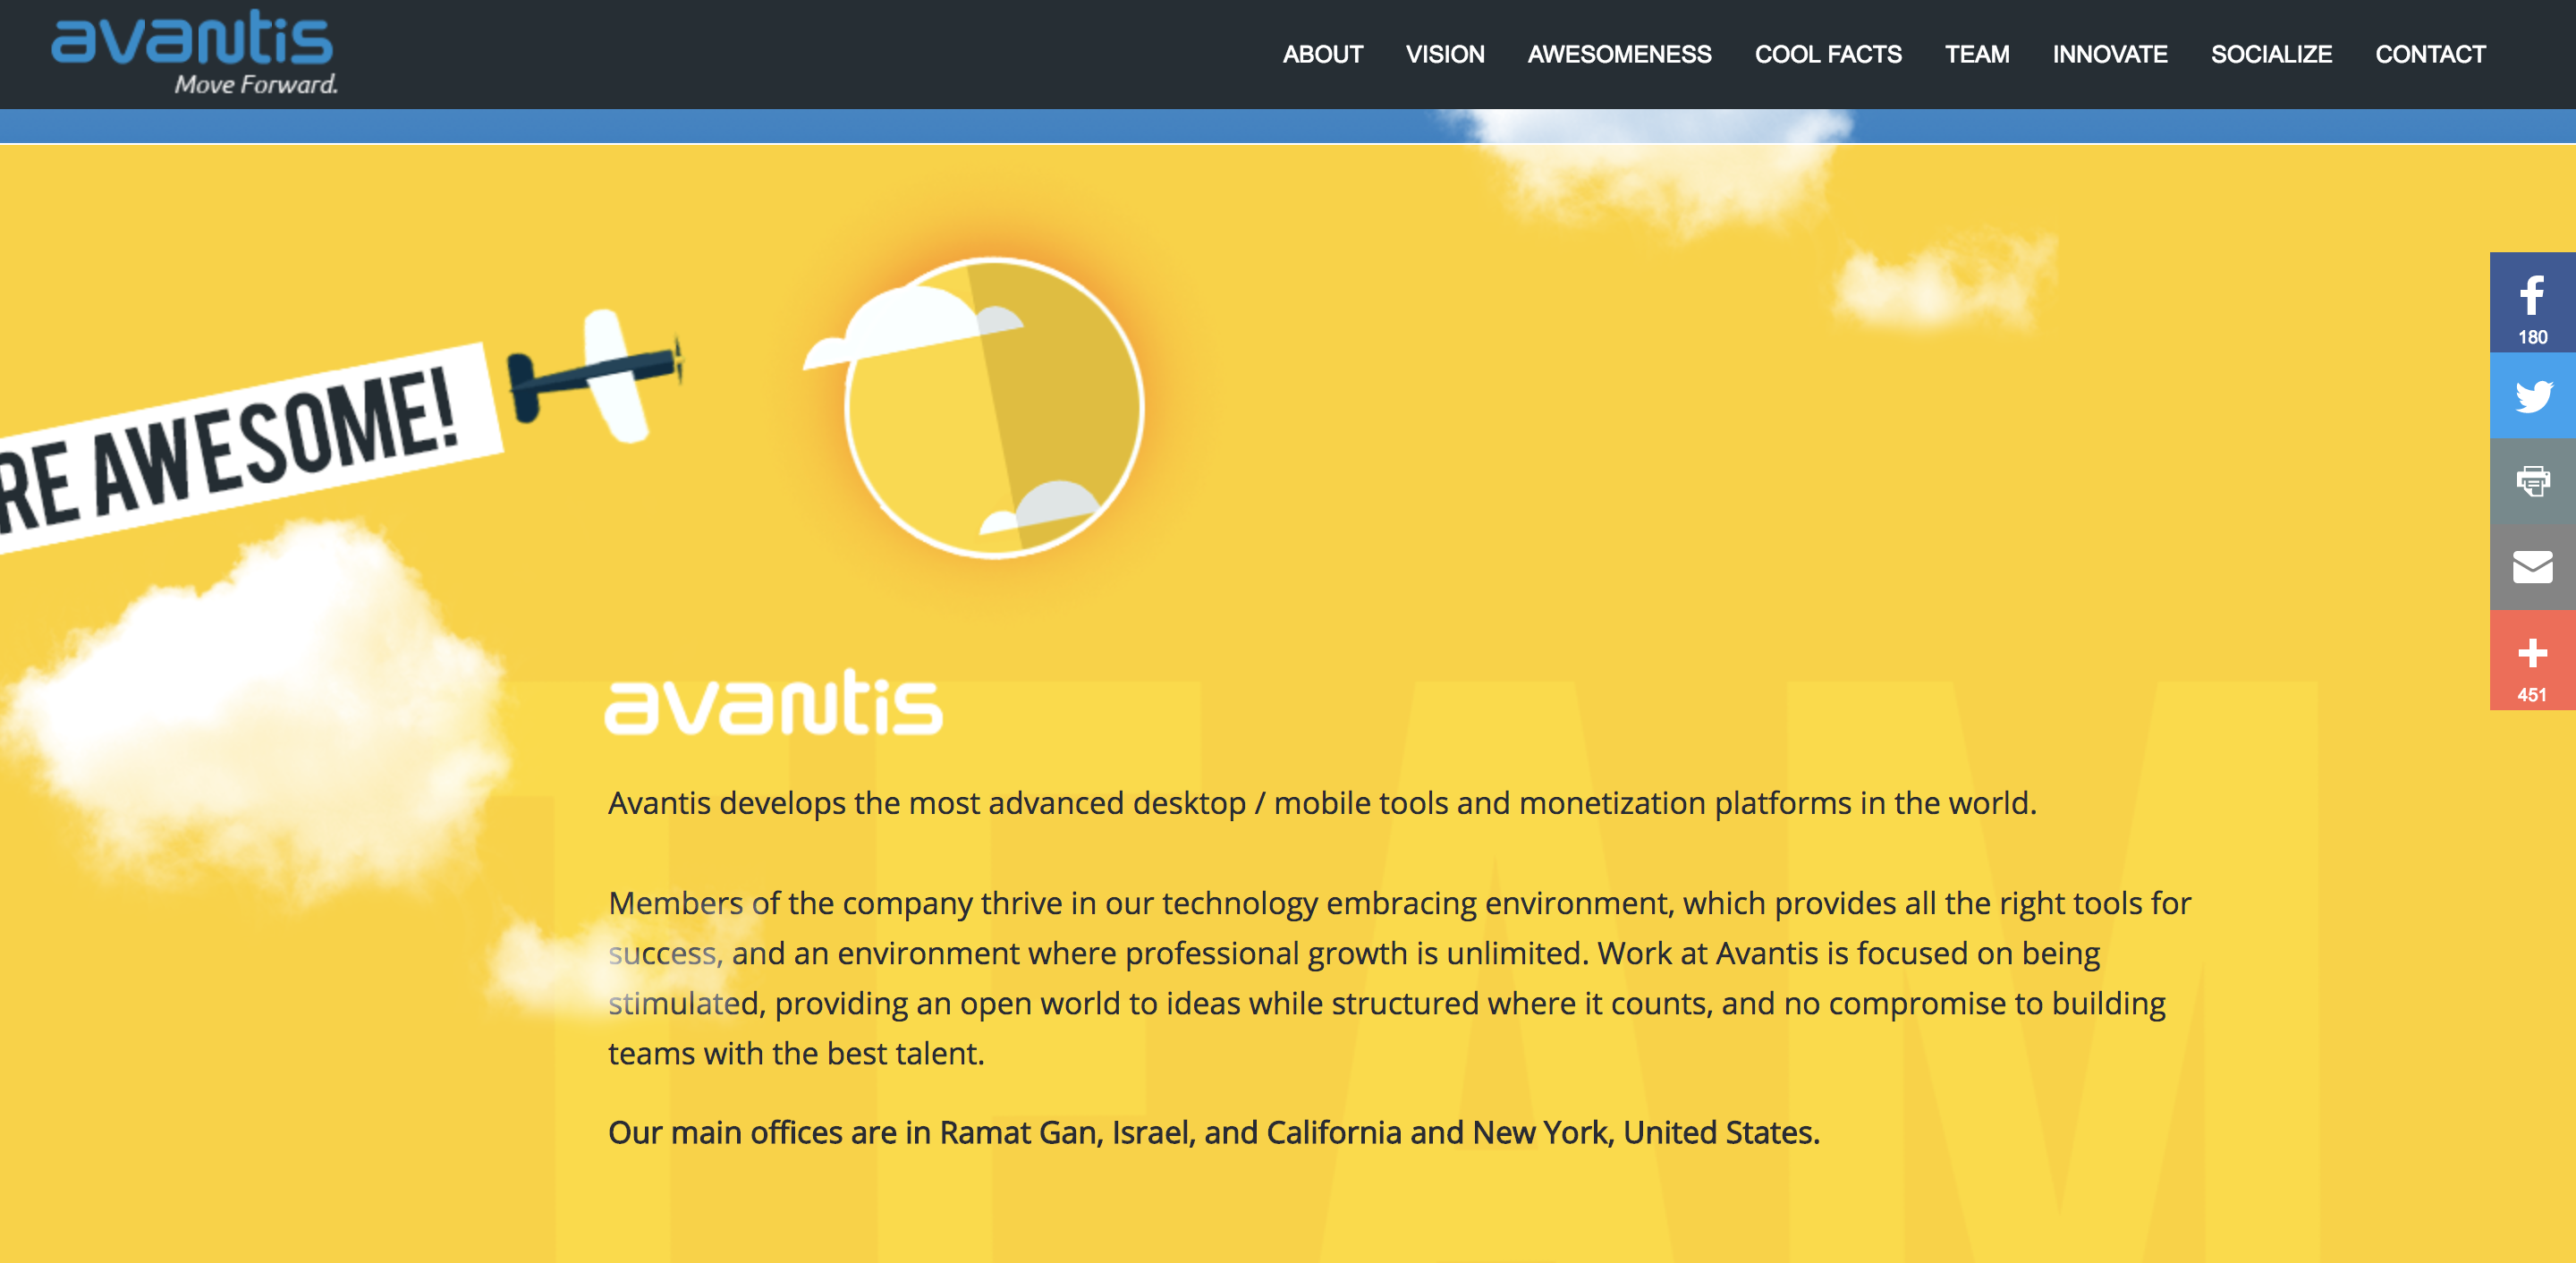 avantis
Move Forward.
ABOUT VISION AWESOMENESS COOL FACTS TEAM INNOVATE SOCIALIZE CONTACT
RE AWESOME!
180
451
avantis
TEAM
Avantis develops the most advanced desktop / mobile tools and monetization platforms in the world.
Members of the company thrive in our technology embracing environment, which provides all the right tools for
success, and an environment where professional growth is unlimited. Work at Avantis is focused on being
stimulated, providing an open world to ideas while structured where it counts, and no compromise to building
teams with the best talent.
Our main offices are in Ramat Gan, Israel, and California and New York, United States.